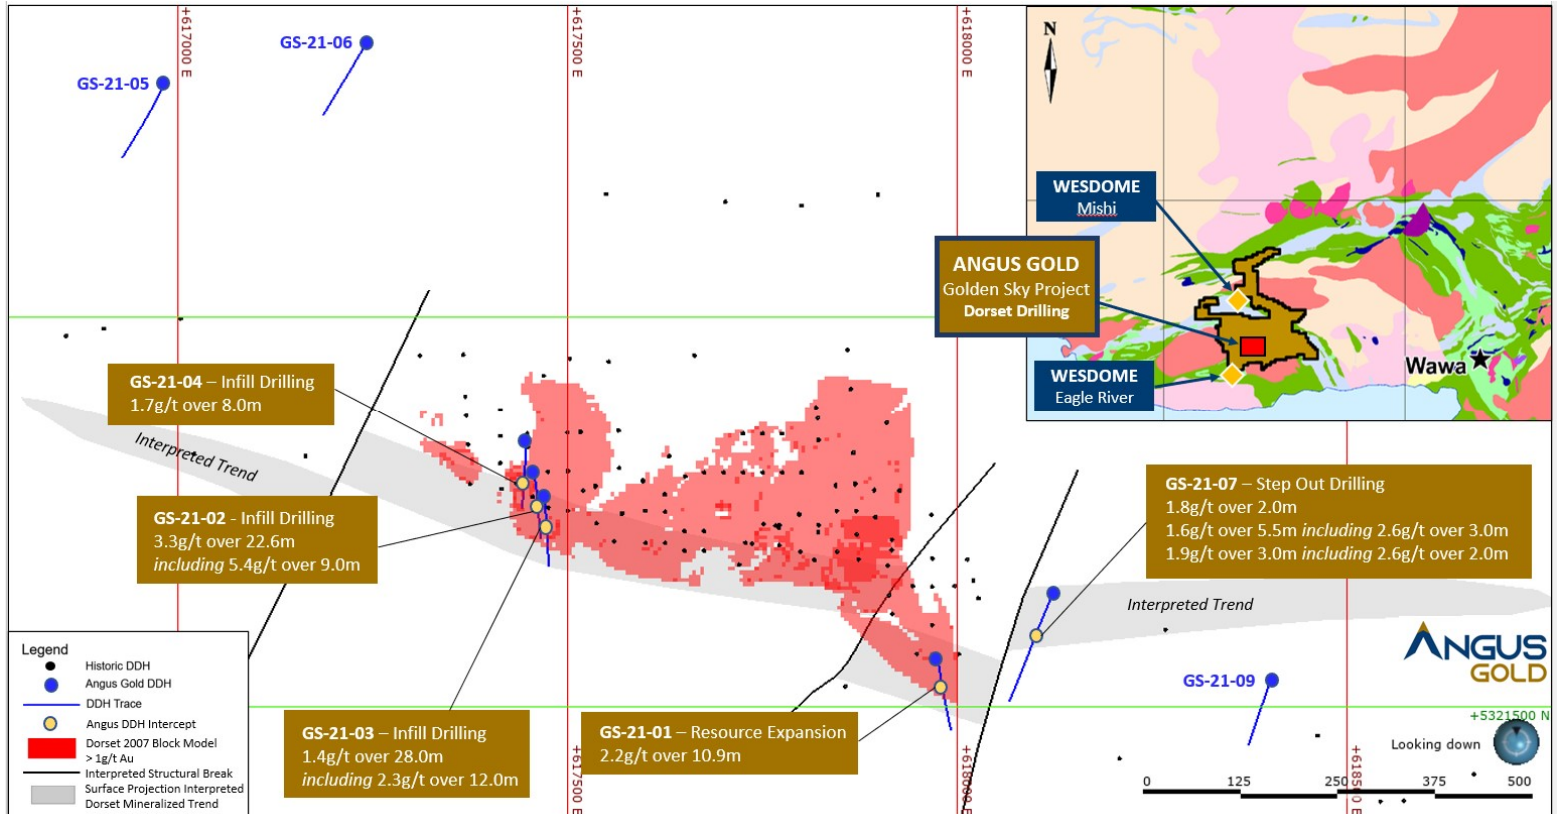 +617000 E
+617500 E
+618000 E
GS-21-05
GS-21-06
N
WESDOME
Mishi
ANGUS GOLD
Golden Sky Project
Dorset Drilling
WESDOME
Eagle River
Wawa
GS-21-04 – Infill Drilling
1.7g/t over 8.0m
Interpreted Trend
GS-21-02 - Infill Drilling
3.3g/t over 22.6m
including 5.4g/t over 9.0m
GS-21-07 – Step Out Drilling
1.8g/t over 2.0m
1.6g/t over 5.5m including 2.6g/t over 3.0m
1.9g/t over 3.0m including 2.6g/t over 2.0m
Interpreted Trend
GS-21-09
ANGUS
GOLD
+5321500 N
Looking down
0 125 250 375 500
Legend
Historic DDH
Angus Gold DDH
DDH Trace
Angus DDH Intercept
Dorset 2007 Block Model
> 1g/t Au
Interpreted Structural Break
Surface Projection Interpreted
Dorset Mineralized Trend
GS-21-03 – Infill Drilling
1.4g/t over 28.0m
including 2.3g/t over 12.0m
GS-21-01 – Resource Expansion
2.2g/t over 10.9m
+617500 E
+618000 E
+618500 E